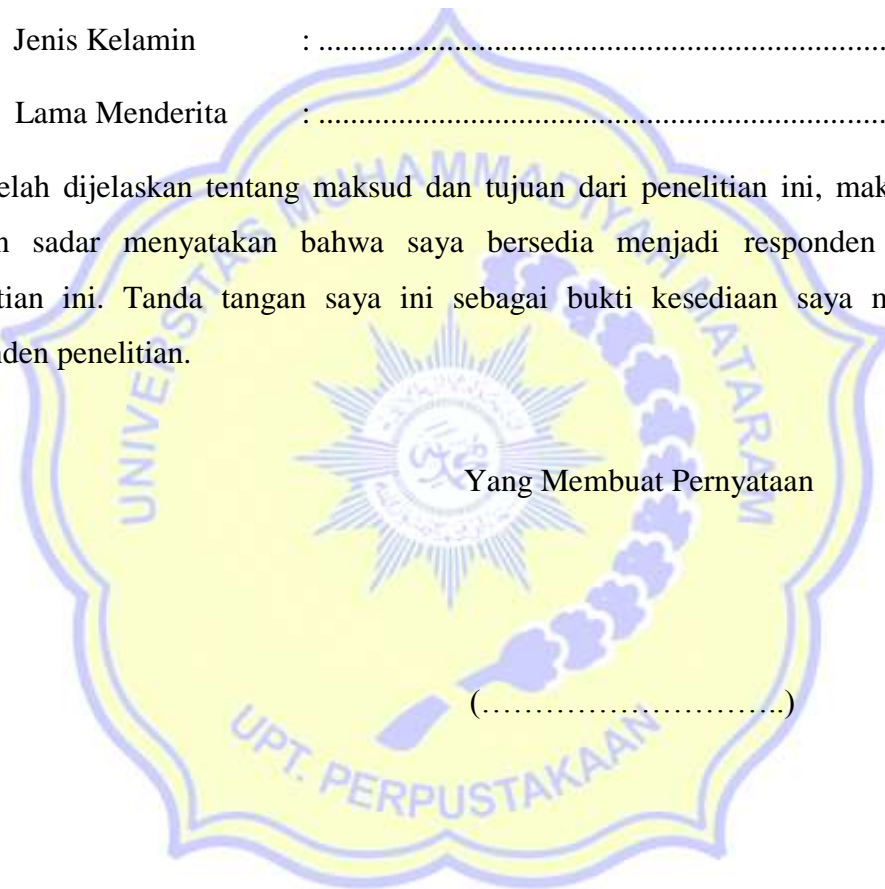 Jenis Kelamin : ........................................................................
Lama Menderita : ........................................................................
elah dijelaskan tentang maksud dan tujuan dari penelitian ini, mak
n sadar menyatakan bahwa saya bersedia menjadi responden
tian ini. Tanda tangan saya ini sebagai bukti kesediaan saya m
nden penelitian.
UNIVERSITAS MUHAMMADIYAH MATARAM
Yang Membuat Pernyataan
(………………………..)
UPT. PERPUSTAKAAN